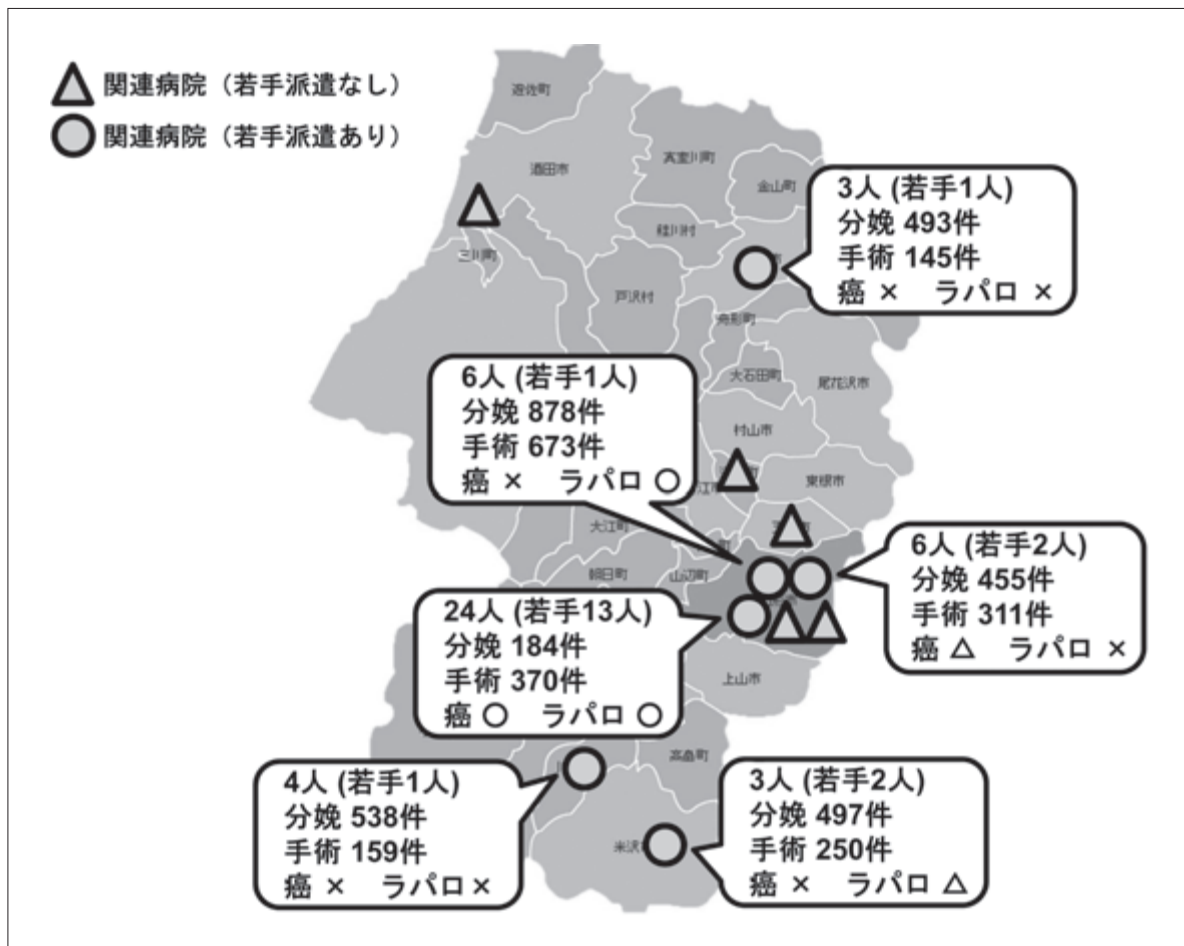 関連病院（若手派遣なし）
関連病院（若手派遣あり）
遊佐町
酒田市
真室川町
金山町
3人 (若手1人)
分娩 493件
手術 145件
癌 × ラパロ ×
鮭川村
三川町
戸沢村
舟形町
大石田町
尾花沢市
6人 (若手1人)
分娩 878件
手術 673件
癌 × ラパロ ○
村山市
東根市
大江町
朝日町
山辺町
6人 (若手2人)
分娩 455件
手術 311件
癌 △ ラパロ ×
24人 (若手13人)
分娩 184件
手術 370件
癌 ○ ラパロ ○
上山市
高畠町
4人 (若手1人)
分娩 538件
手術 159件
癌 × ラパロ×
3人 (若手2人)
分娩 497件
手術 250件
癌 × ラパロ △
米沢